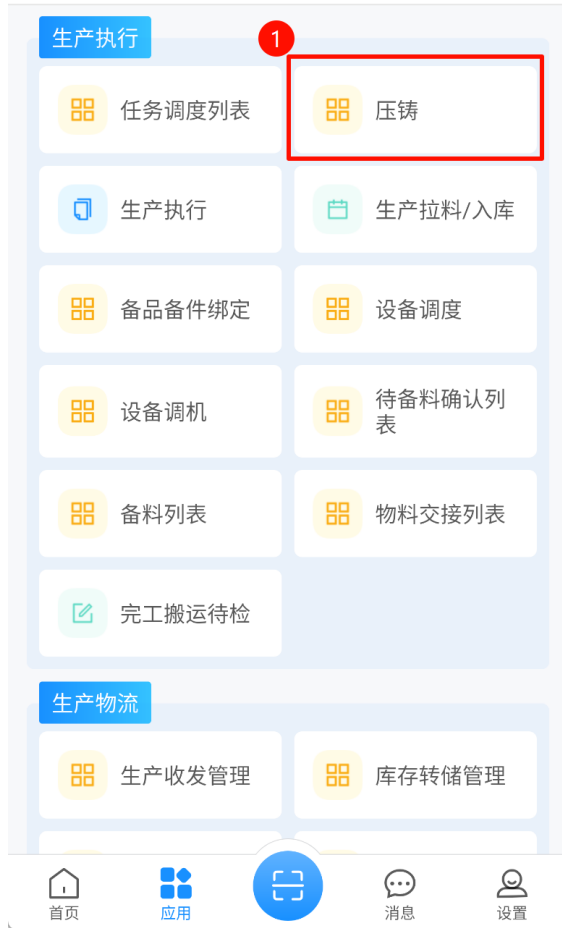 生产执行
1
任务调度列表
压铸
生产执行
生产拉料/入库
备品备件绑定
设备调度
设备调机
待备料确认列
表
备料列表
物料交接列表
完工搬运待检
生产物流
生产收发管理
库存转储管理
首页
应用
消息
设置